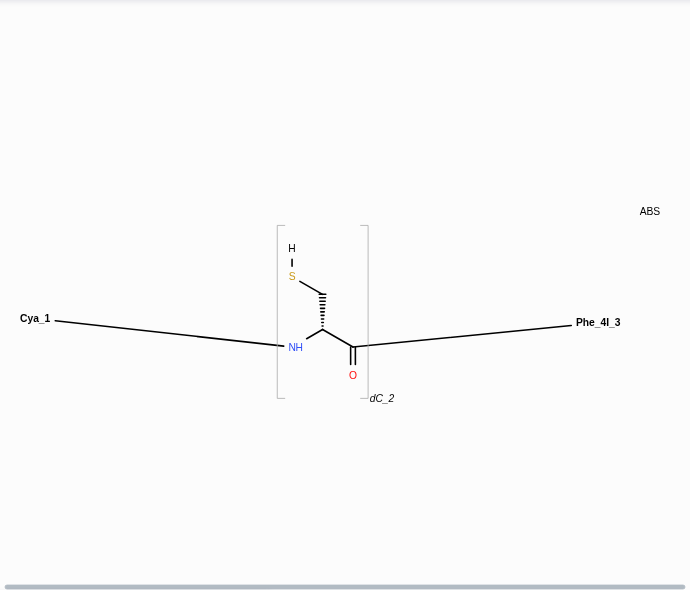 ABS
H
S
Cya_1
Phe_4I_3
NH
O
dC_2